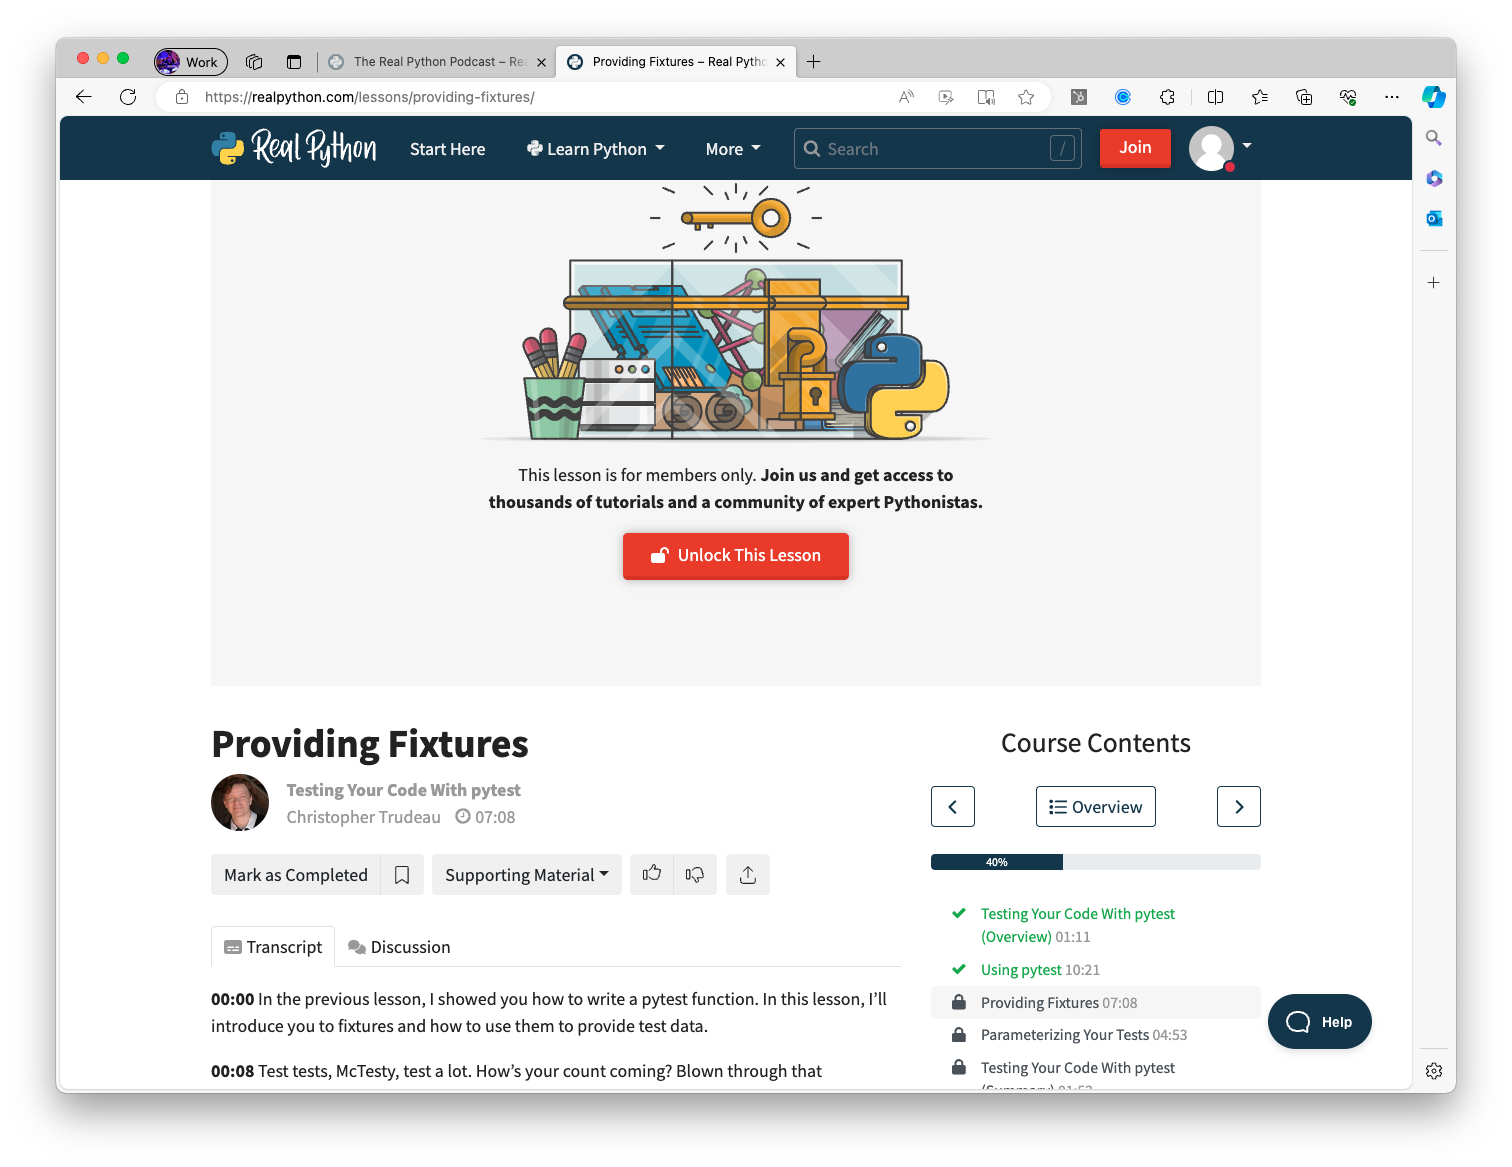 Work
The Real Python Podcast – Rea
Providing Fixtures – Real Pytho
https://realpython.com/lessons/providing-fixtures/
Real Python
Start Here
Learn Python
More
Search
/
Join
This lesson is for members only. Join us and get access to
thousands of tutorials and a community of expert Pythonistas.
Unlock This Lesson
Providing Fixtures
Testing Your Code With pytest
Christopher Trudeau 07:08
Mark as Completed
Supporting Material
Transcript
Discussion
00:00 In the previous lesson, I showed you how to write a pytest function. In this lesson, I’ll
introduce you to fixtures and how to use them to provide test data.
00:08 Test tests, McTesty, test a lot. How’s your count coming? Blown through that
Course Contents
Overview
40%
Testing Your Code With pytest
(Overview) 01:11
Using pytest 10:21
Providing Fixtures 07:08
Parameterizing Your Tests 04:53
Testing Your Code With pytest
(Summary) 01:52
Help